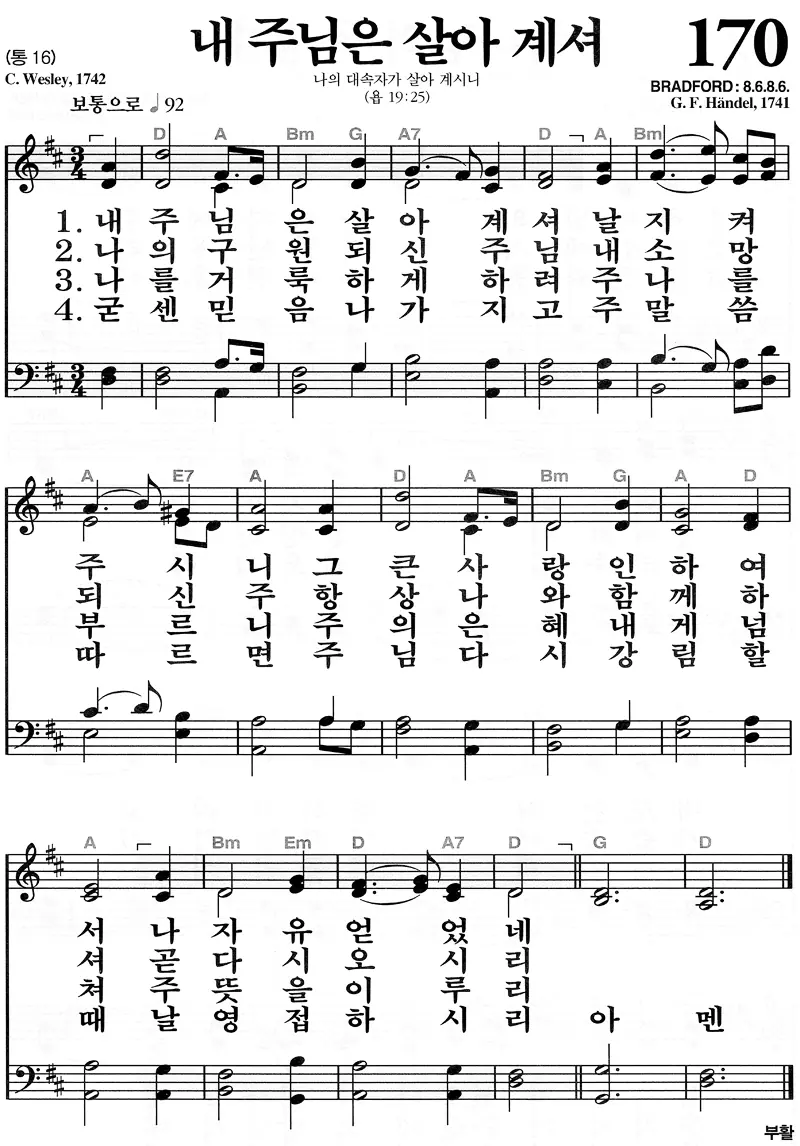 내 주님은 살아 계셔
170
(통 16)
C. Wesley, 1742
나의 대속자가 살아 계시니
(욥 19:25)
BRADFORD : 8.6.8.6.
G. F. Händel, 1741
보통으로 ♩ 92
D A Bm G A7 D A Bm
3/4
1. 내 주 님 은 살 아 계 셔 날 지 켜
2. 나 의 구 원 되 신 주 님 내 소 망
3. 나 를 거 룩 하 게 하 려 주 나 를
4. 굳 센 믿 음 나 가 지 고 주 말 씀
3/4
A E7 A D A Bm G A D
주 시 니 그 큰 사 랑 인 하 여
되 신 주 항 상 나 와 함 께 하
부 르 니 주 의 은 혜 내 게 넘
따 르 면 주 님 다 시 강 림 할
A Bm Em D A7 D G D
서 나 자 유 얻 었 네
셔 곧 다 시 오 시 리
쳐 주 뜻 을 이 루 리
때 날 영 접 하 시 리 아 멘
부활